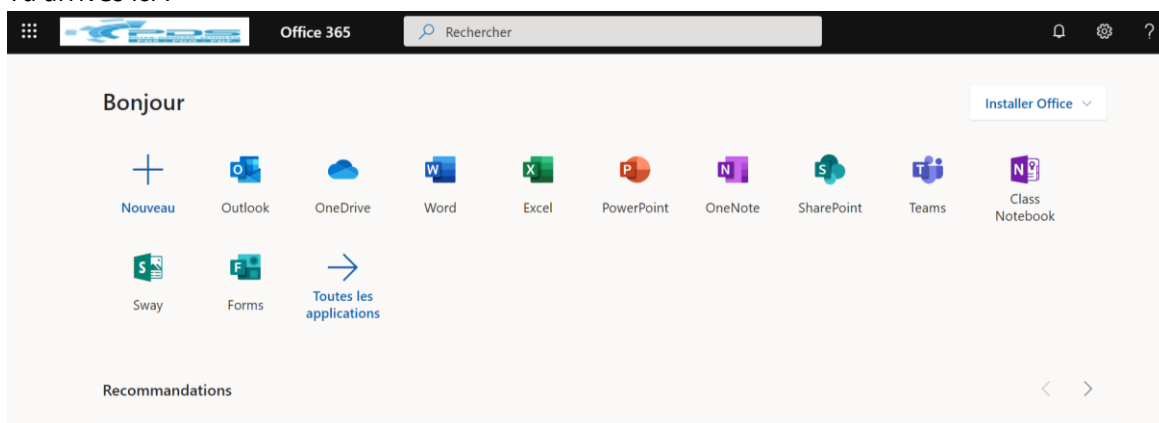 Office 365
Rechercher
Bonjour
Installer Office
Nouveau
Outlook
OneDrive
Word
Excel
PowerPoint
OneNote
SharePoint
Teams
Class
Notebook
Sway
Forms
Toutes les
applications
Recommandations